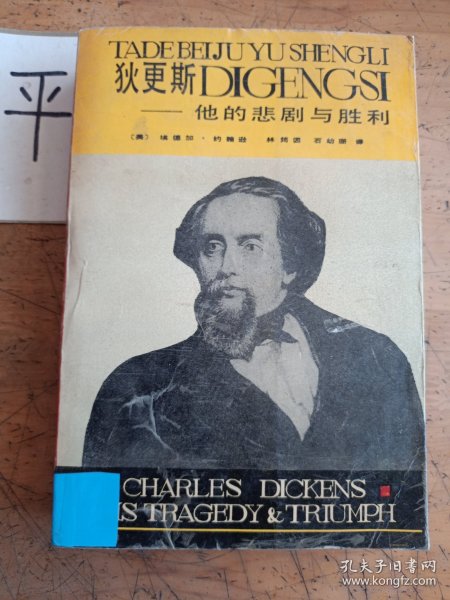 平
TADE BEIJU YU SHENGLI
狄更斯DIGENGSI
——他的悲剧与胜利
〔美〕 埃德加·约翰逊 林筠因 石幼珊 译
CHARLES DICKENS
IS TRAGEDY & TRIUMPH
孔夫子旧书网
www.kongfz.com